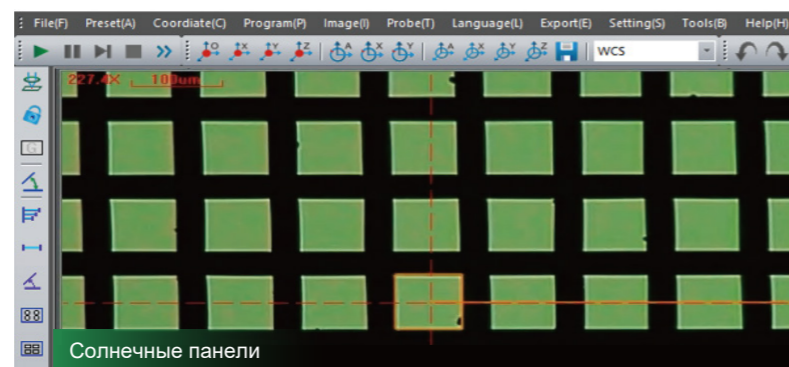 File(F) Preset(A) Coordiate(C) Program(P) Image(I) Probe(T) Language(L) Export(E) Setting(S) Tools(B) Help(H)
O X Y Z A X Y A X Y Z WCS
227.4X 100um
G
Солнечные панели